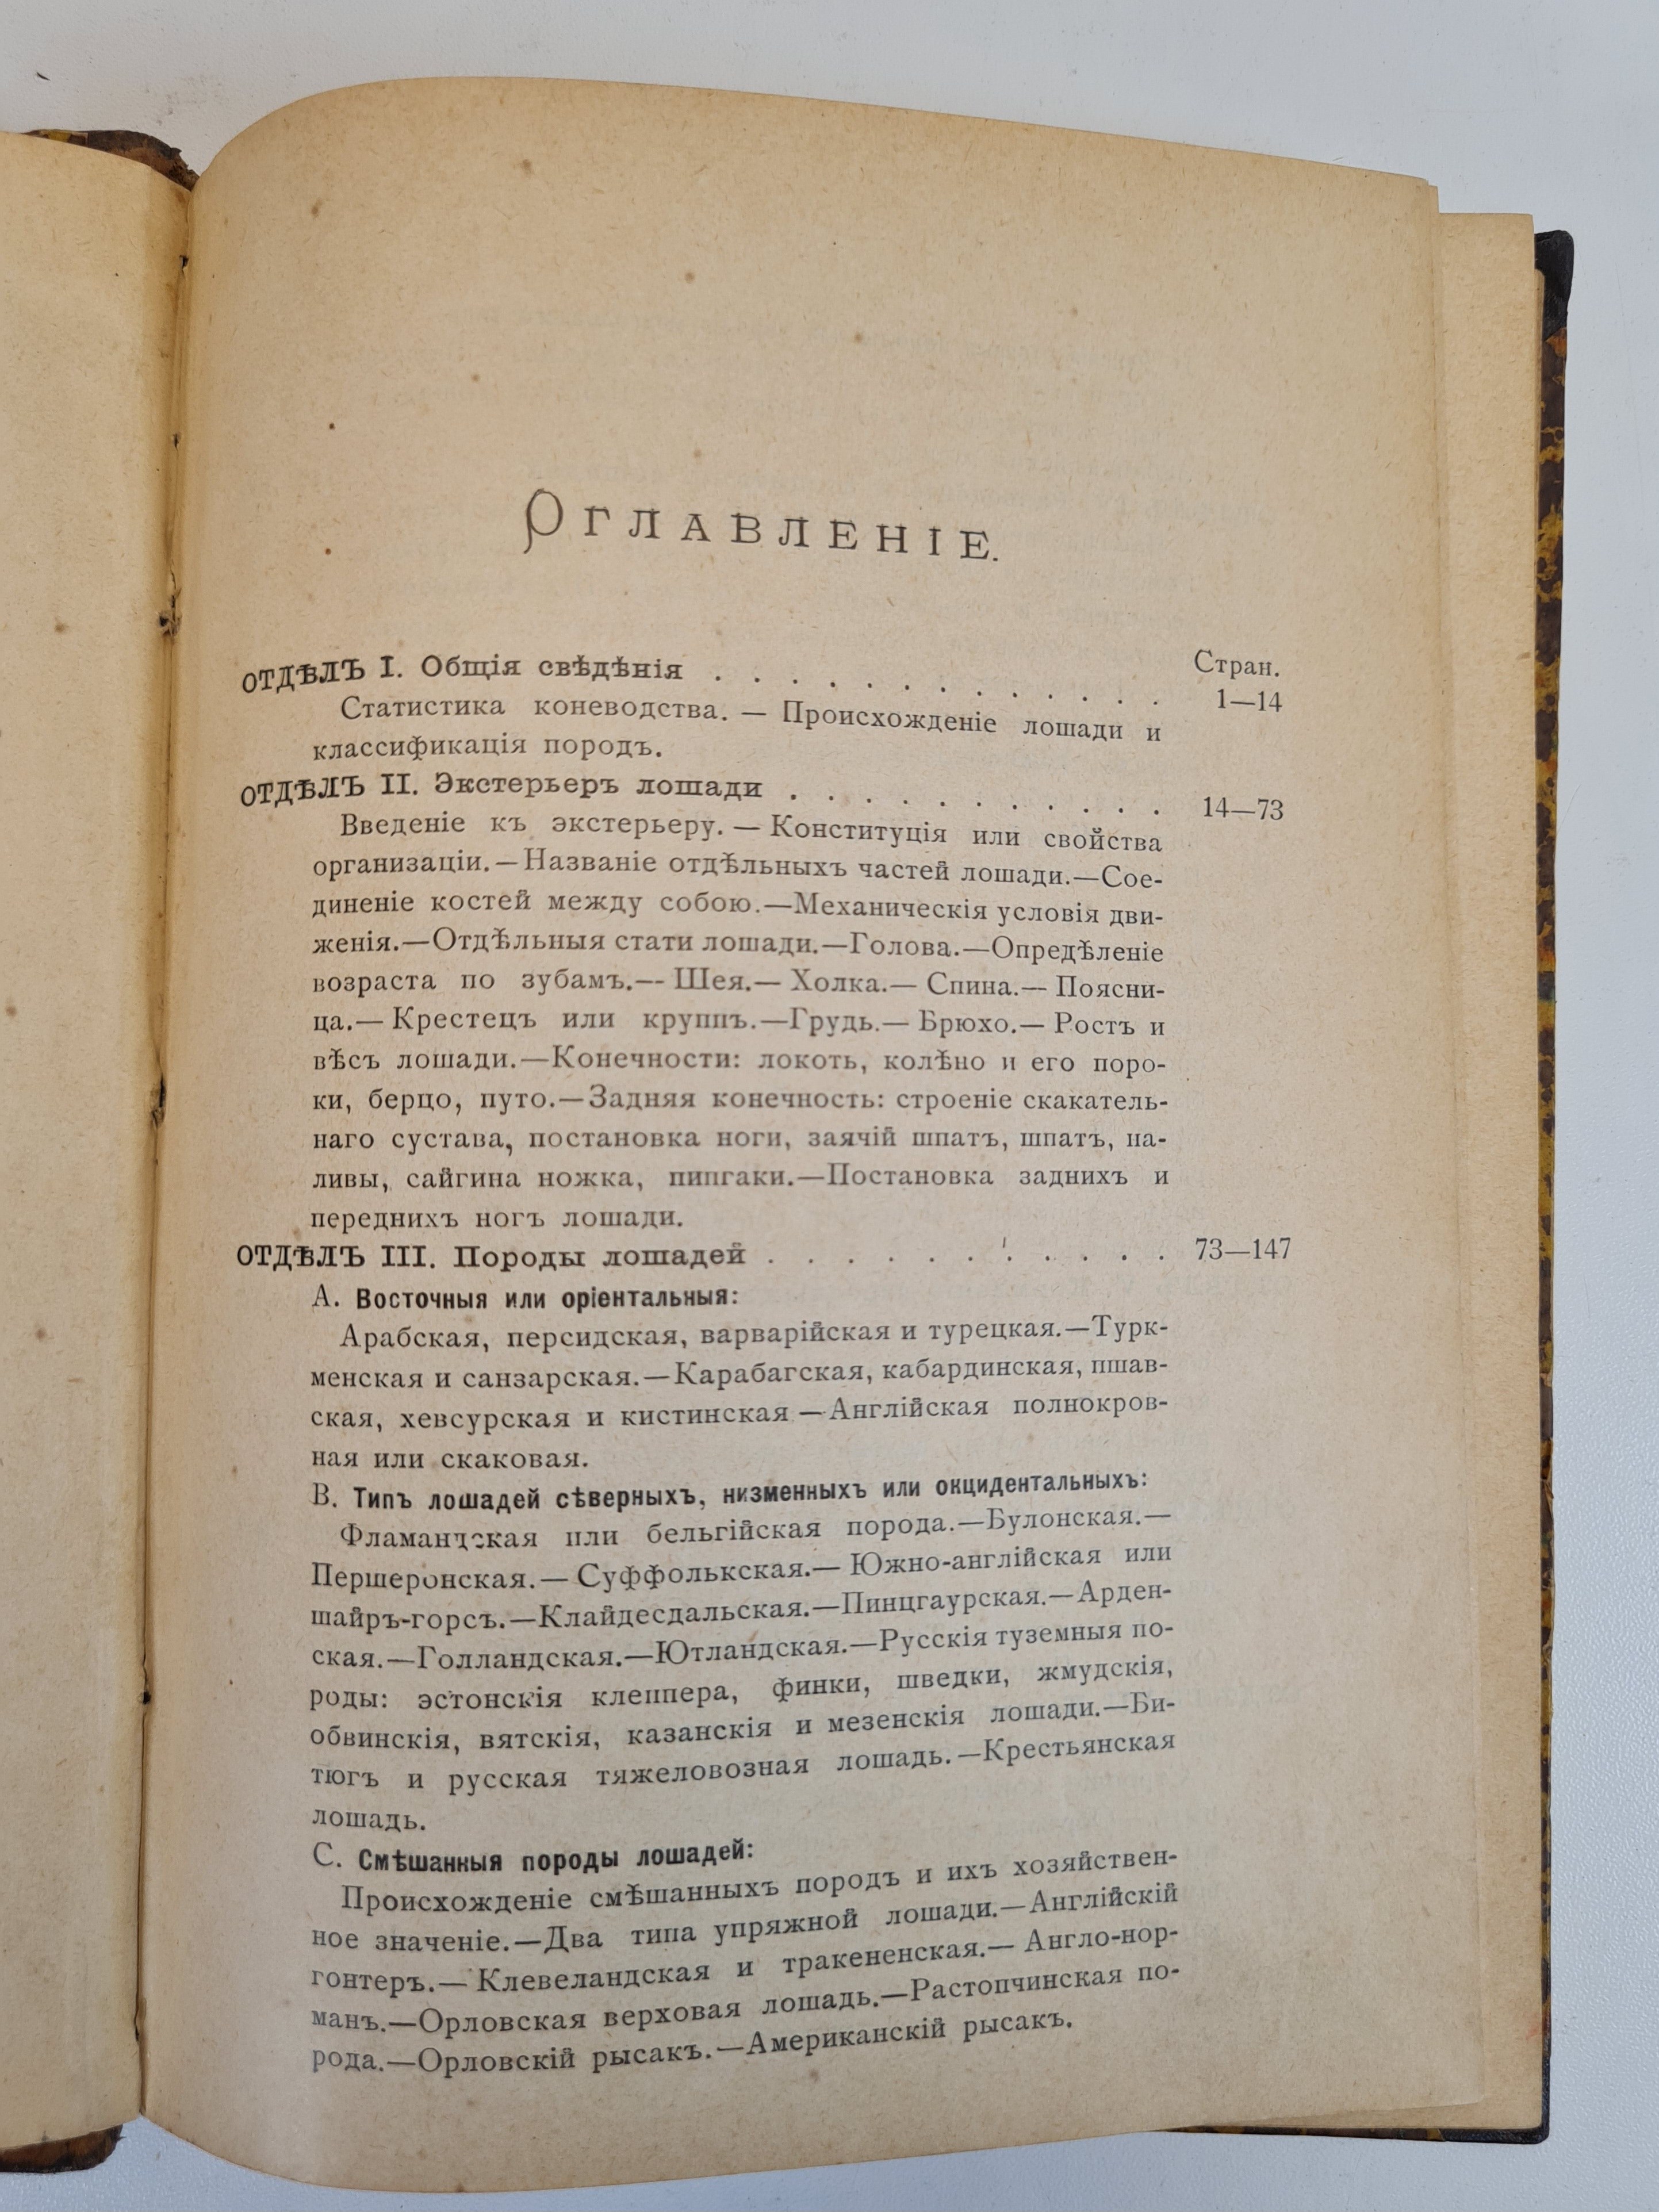 ОГЛАВЛЕНІЕ.
Стран.
ОТДѢЛЪ I. Общія свѣдѣнія . . . . . . . . . . . . 1—14
Статистика коневодства. — Происхожденіе лошади и
классификація породъ.
ОТДѢЛЪ II. Экстерьеръ лошади . . . . . . . . . . . 14—73
Введеніе къ экстерьеру. — Конституція или свойства
организаціи. — Названіе отдѣльныхъ частей лошади.—Сое-
диненіе костей между собою.—Механическія условія дви-
женія.—Отдѣльныя стати лошади.—Голова.—Опредѣленіе
возраста по зубамъ.—Шея.— Холка.— Спина.— Поясни-
ца.— Крестецъ или круппъ.—Грудь.— Брюхо.— Ростъ и
вѣсъ лошади.—Конечности: локоть, колѣно и его поро-
ки, берцо, путо.—Задняя конечность: строеніе скакатель-
наго сустава, постановка ноги, заячій шпатъ, шпатъ, на-
ливы, сайгина ножка, пипгаки.—Постановка заднихъ и
переднихъ ногъ лошади.
ОТДѢЛЪ III. Породы лошадей . . . . . . . . . . . 73—147
А. Восточныя или оріентальныя:
Арабская, персидская, варварійская и турецкая.—Турк-
менская и санзарская.—Карабагская, кабардинская, пшав-
ская, хевсурская и кистинская —Англійская полнокров-
ная или скаковая.
В. Типъ лошадей сѣверныхъ, низменныхъ или окцидентальныхъ:
Фламандская или бельгійская порода.—Булонская.—
Першеронская.— Суффолькская.— Южно-англійская или
шайръ-горсъ.—Клайдесдальская.—Пинцгаурская.—Арден-
ская.—Голландская.—Ютландская.—Русскія туземныя по-
роды: эстонскія клеппера, финки, шведки, жмудскія,
обвинскія, вятскія, казанскія и мезенскія лошади.—Би-
тюгъ и русская тяжеловозная лошадь.—Крестьянская
лошадь.
С. Смѣшанныя породы лошадей:
Происхожденіе смѣшанныхъ породъ и ихъ хозяйствен-
ное значеніе.—Два типа упряжной лошади.—Англійскій
гонтеръ.— Клевеландская и тракененская.— Англо-нор-
манъ.—Орловская верховая лошадь.—Растопчинская по-
рода.—Орловскій рысакъ.—Американскій рысакъ.